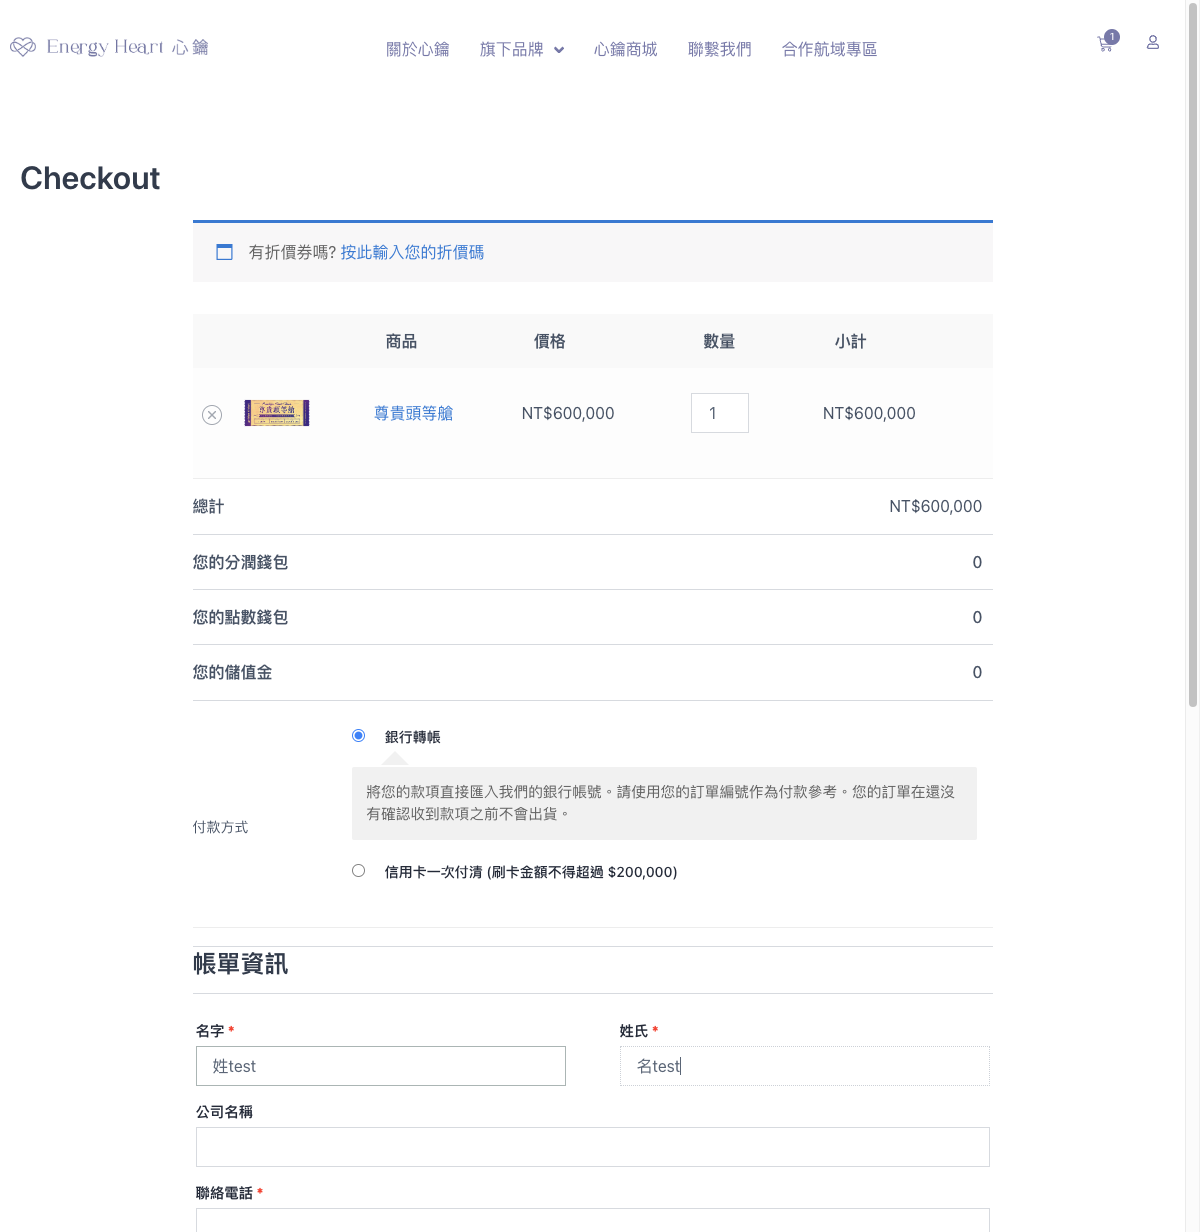 Energy Heart 心鑰
關於心鑰 旗下品牌 心鑰商城 聯繫我們 合作航域專區
1
Checkout
有折價券嗎? 按此輸入您的折價碼
商品 價格 數量 小計
尊貴頭等艙
尊貴頭等艙 NT$600,000 1 NT$600,000
總計 NT$600,000
您的分潤錢包 0
您的點數錢包 0
您的儲值金 0
付款方式
銀行轉帳
將您的款項直接匯入我們的銀行帳號。請使用您的訂單編號作為付款參考。您的訂單在還沒
有確認收到款項之前不會出貨。
信用卡一次付清 (刷卡金額不得超過 $200,000)
帳單資訊
名字 * 姓氏 *
姓test 名test
公司名稱
聯絡電話 *